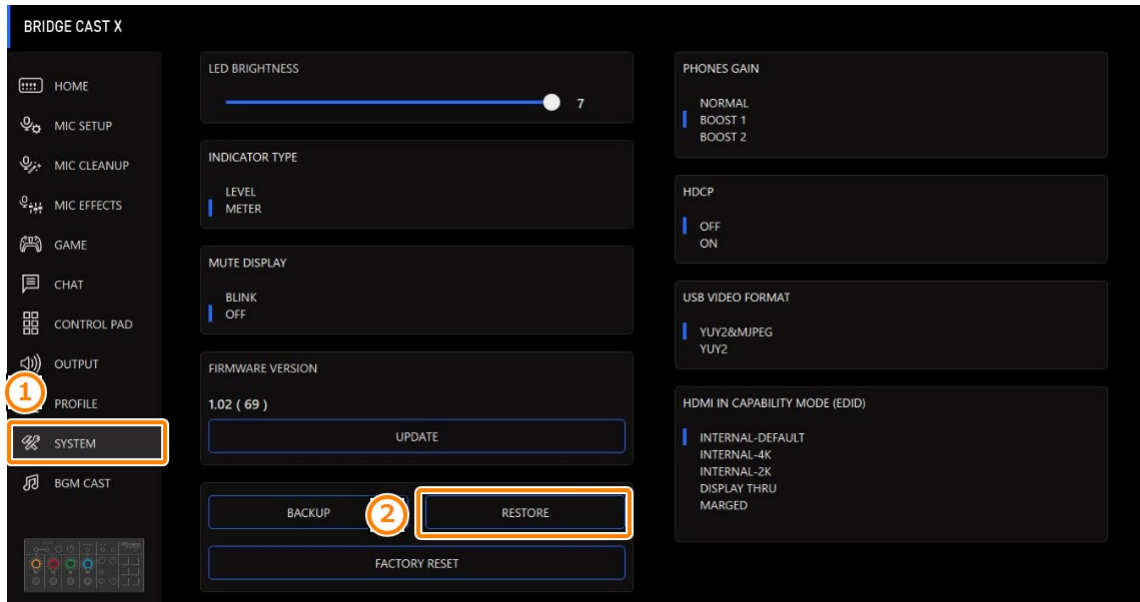 BRIDGE CAST X
HOME
MIC SETUP
MIC CLEANUP
MIC EFFECTS
GAME
CHAT
CONTROL PAD
OUTPUT
1
PROFILE
SYSTEM
BGM CAST
LED BRIGHTNESS
7
INDICATOR TYPE
LEVEL
METER
MUTE DISPLAY
BLINK
OFF
FIRMWARE VERSION
1.02 ( 69 )
UPDATE
BACKUP
2
RESTORE
FACTORY RESET
PHONES GAIN
NORMAL
BOOST 1
BOOST 2
HDCP
OFF
ON
USB VIDEO FORMAT
YUY2&MJPEG
YUY2
HDMI IN CAPABILITY MODE (EDID)
INTERNAL-DEFAULT
INTERNAL-4K
INTERNAL-2K
DISPLAY THRU
MARGED